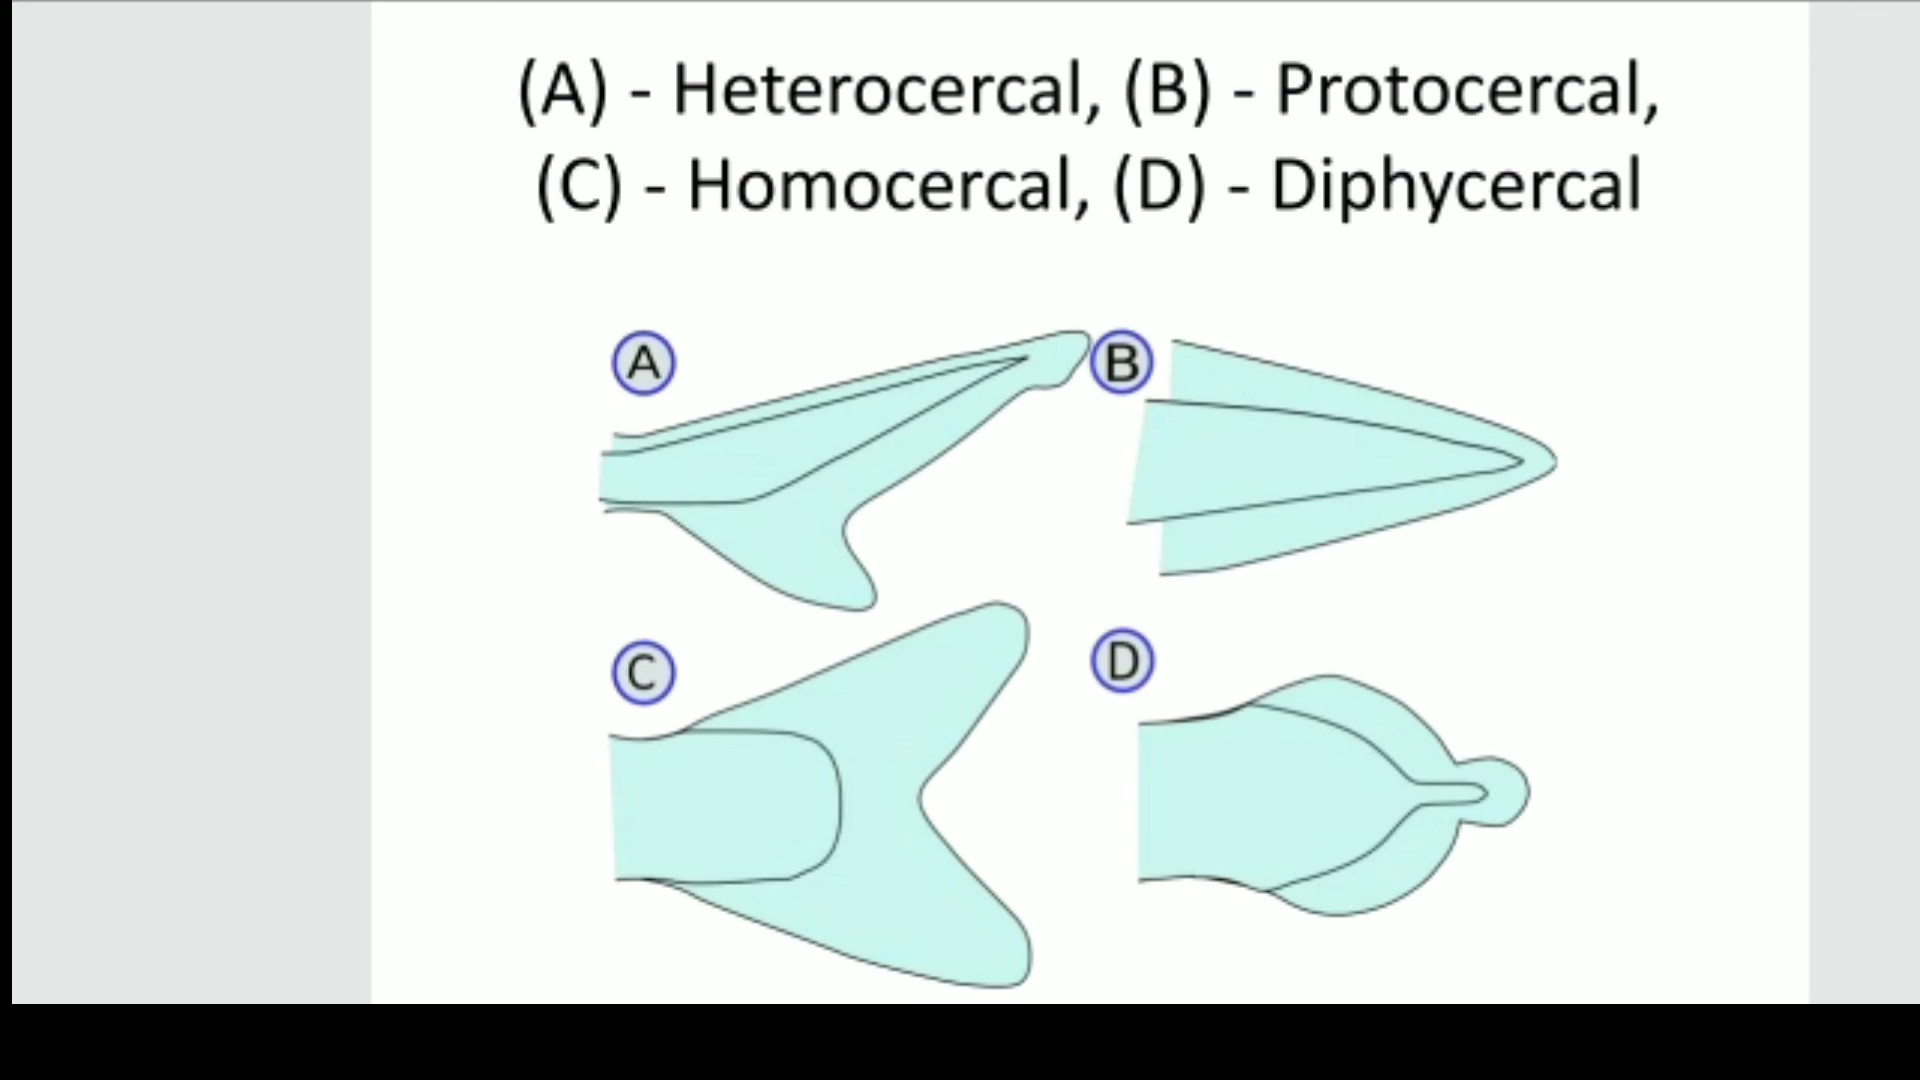 (A) - Heterocercal, (B) - Protocercal,
(C) - Homocercal, (D) - Diphycercal
A
B
C
D